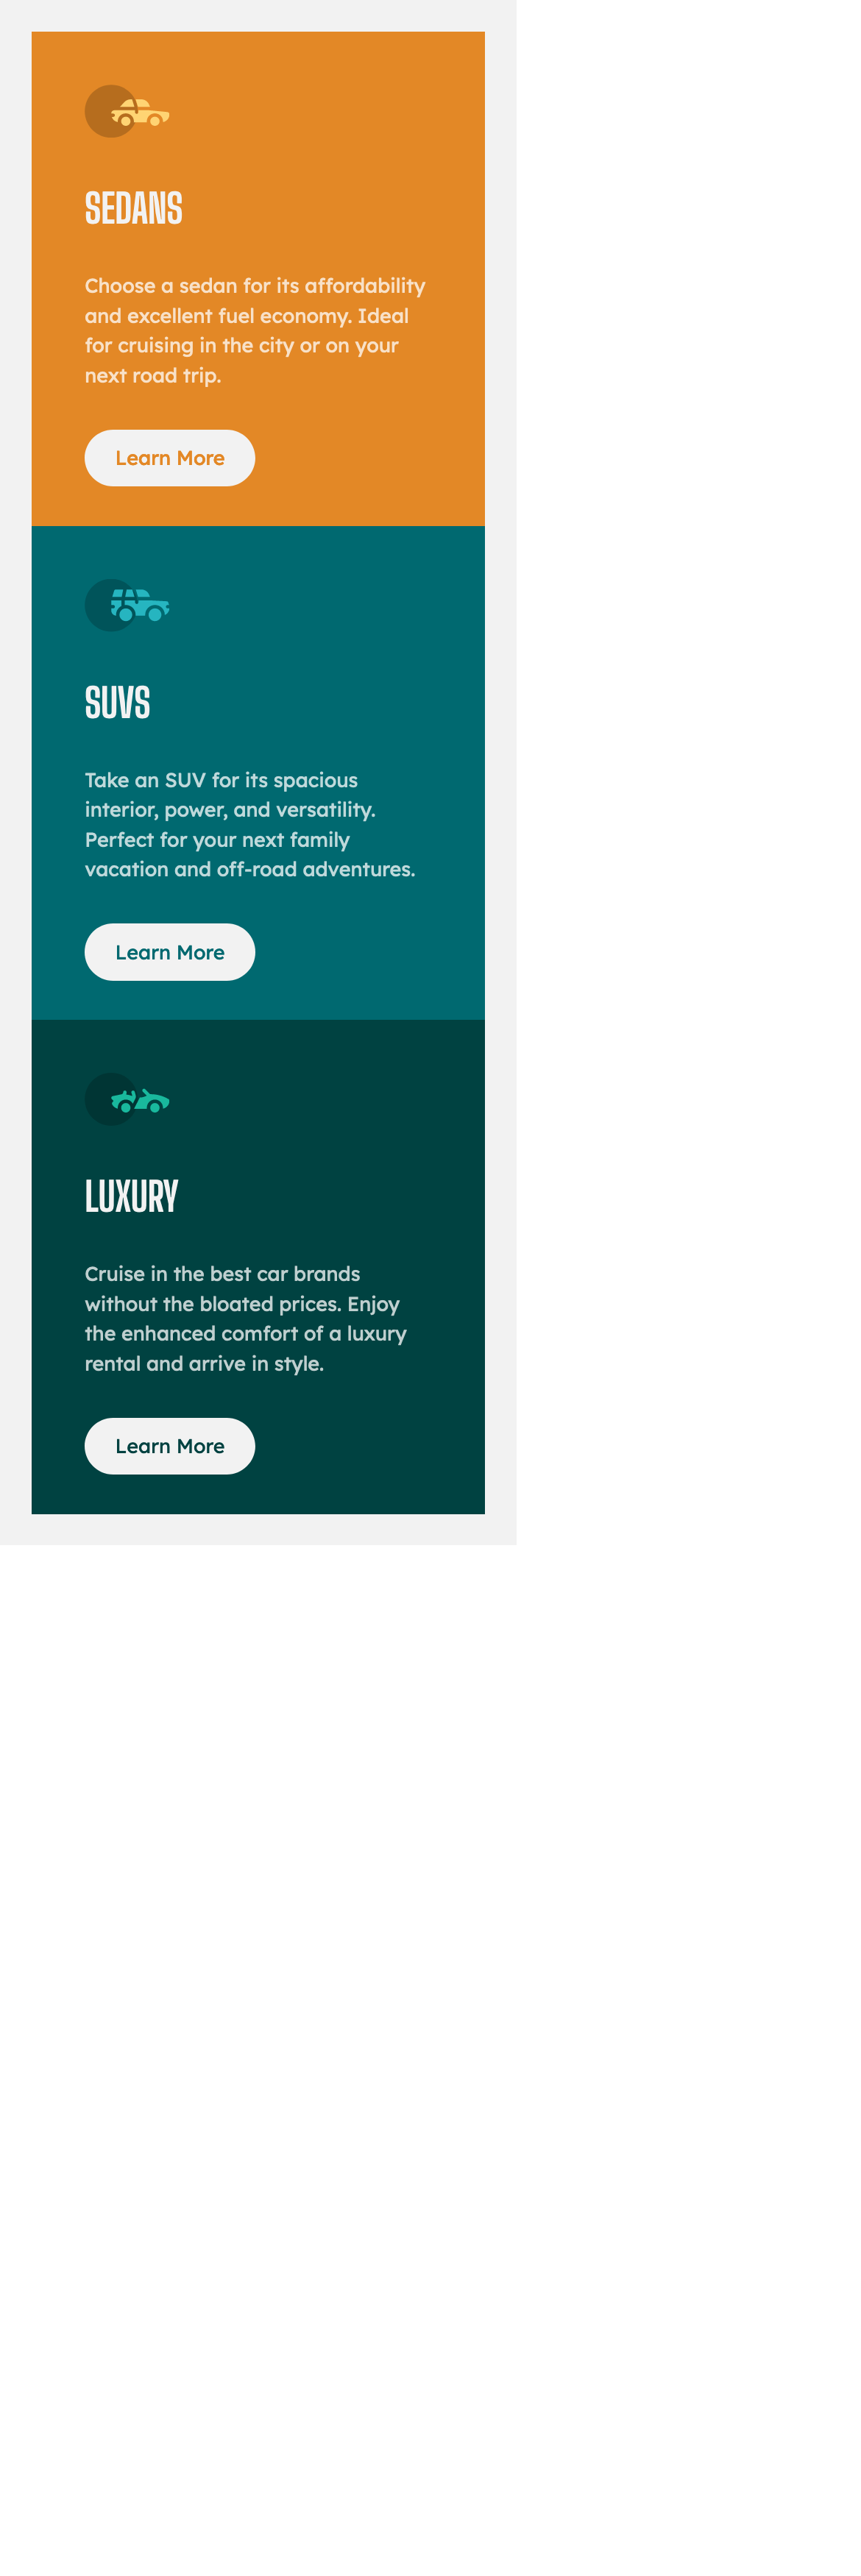 SEDANS
Choose a sedan for its affordability
and excellent fuel economy. Ideal
for cruising in the city or on your
next road trip.
Learn More
SUVS
Take an SUV for its spacious
interior, power, and versatility.
Perfect for your next family
vacation and off-road adventures.
Learn More
LUXURY
Cruise in the best car brands
without the bloated prices. Enjoy
the enhanced comfort of a luxury
rental and arrive in style.
Learn More